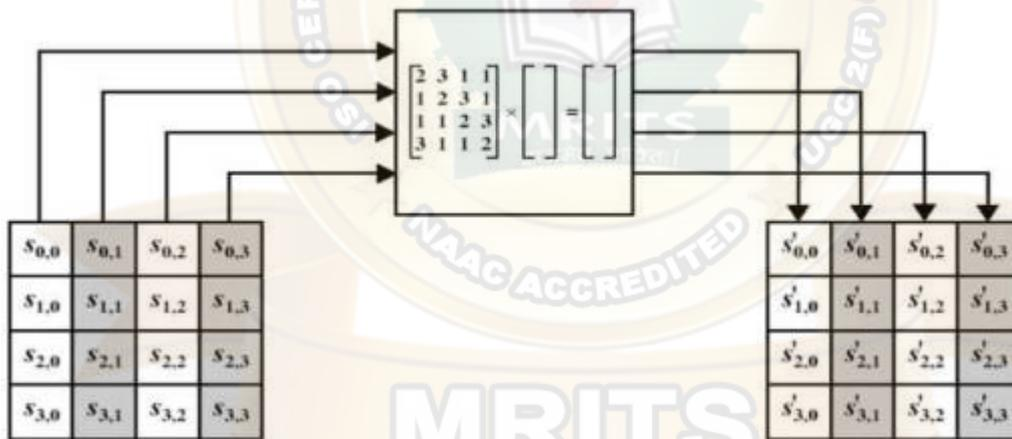 2 3 1 1
1 2 3 1
1 1 2 3
3 1 1 2
× =
s0,0 s0,1 s0,2 s0,3
s1,0 s1,1 s1,2 s1,3
s2,0 s2,1 s2,2 s2,3
s3,0 s3,1 s3,2 s3,3
s'0,0 s'0,1 s'0,2 s'0,3
s'1,0 s'1,1 s'1,2 s'1,3
s'2,0 s'2,1 s'2,2 s'2,3
s'3,0 s'3,1 s'3,2 s'3,3
MRITS
NAAC ACCREDITED
UGC 2(F)
MRITS